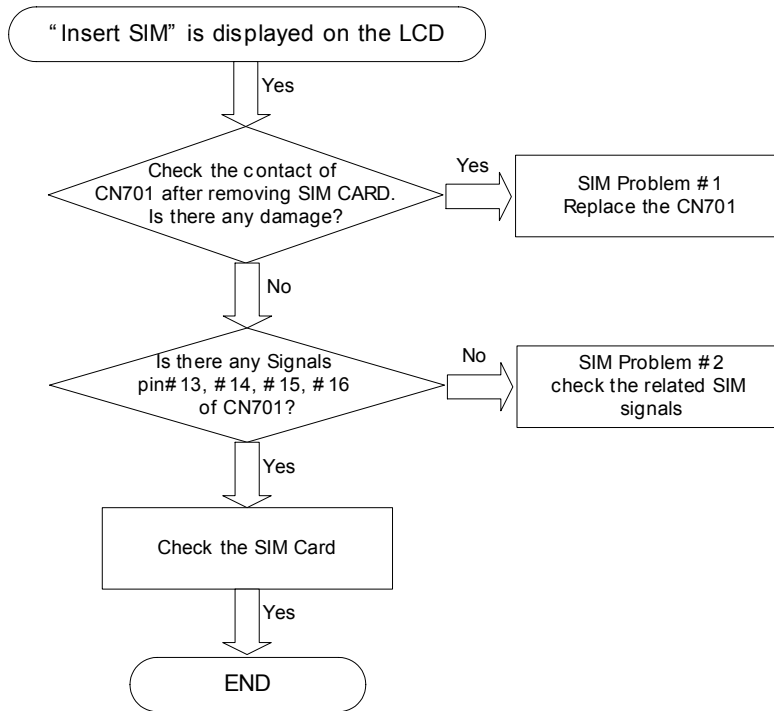 “Insert SIM” is displayed on the LCD
Yes
Check the contact of
CN701 after removing SIM CARD.
Is there any damage?
Yes
SIM Problem #1
Replace the CN701
No
Is there any Signals
pin#13, #14, #15, #16
of CN701?
No
SIM Problem #2
check the related SIM
signals
Yes
Check the SIM Card
Yes
END